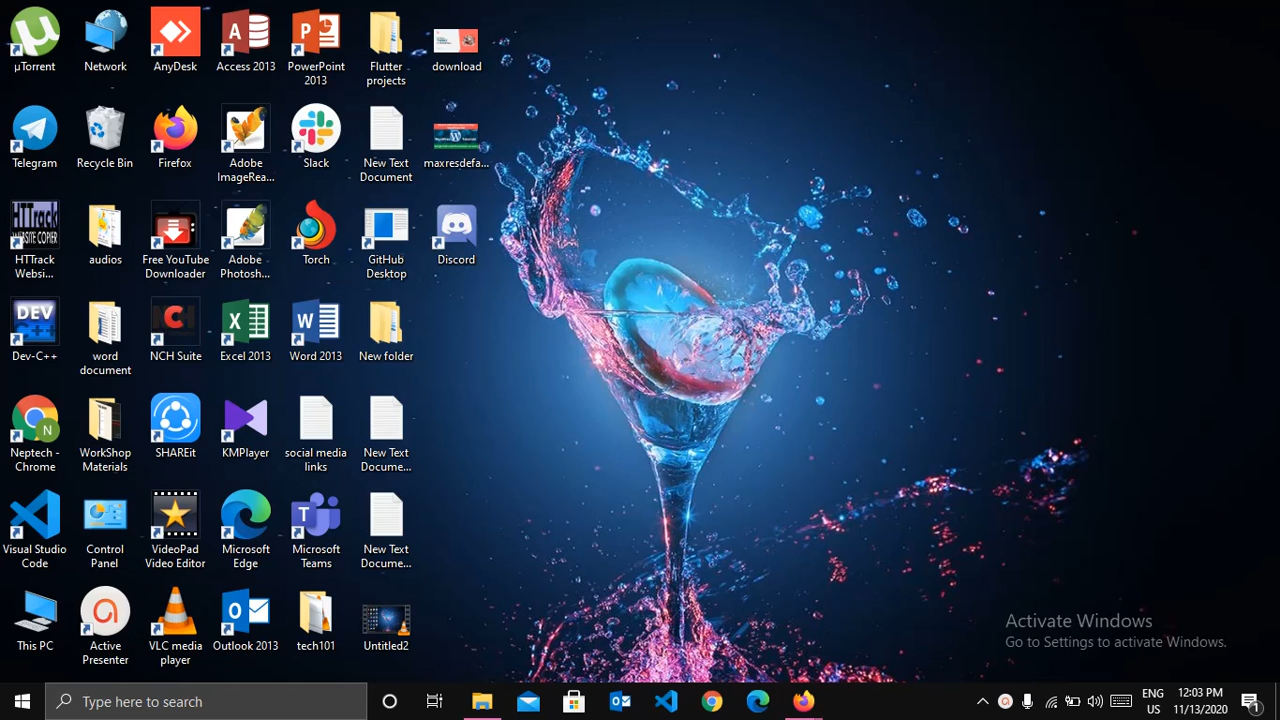 µTorrent
Network
AnyDesk
Access 2013
PowerPoint
2013
Flutter
projects
download
Telegram
Recycle Bin
Firefox
Adobe
ImageRea...
Slack
New Text
Document
maxresdefa...
HTTrack
WEBSITE COPIER
HTTrack
Websi...
audios
Free YouTube
Downloader
Adobe
Photosh...
Torch
GitHub
Desktop
Discord
DEV
C++
Dev-C++
word
document
NCH Suite
Excel 2013
Word 2013
New folder
N
Neptech -
Chrome
WorkShop
Materials
SHAREit
KMPlayer
social media
links
New Text
Docume...
Visual Studio
Code
Control
Panel
VideoPad
Video Editor
Microsoft
Edge
Microsoft
Teams
New Text
Docume...
This PC
Active
Presenter
VLC media
player
Outlook 2013
tech101
Untitled2
Activate Windows
Go to Settings to activate Windows.
Type here to search
ENG
US
12:03 PM
11/13/2020
1